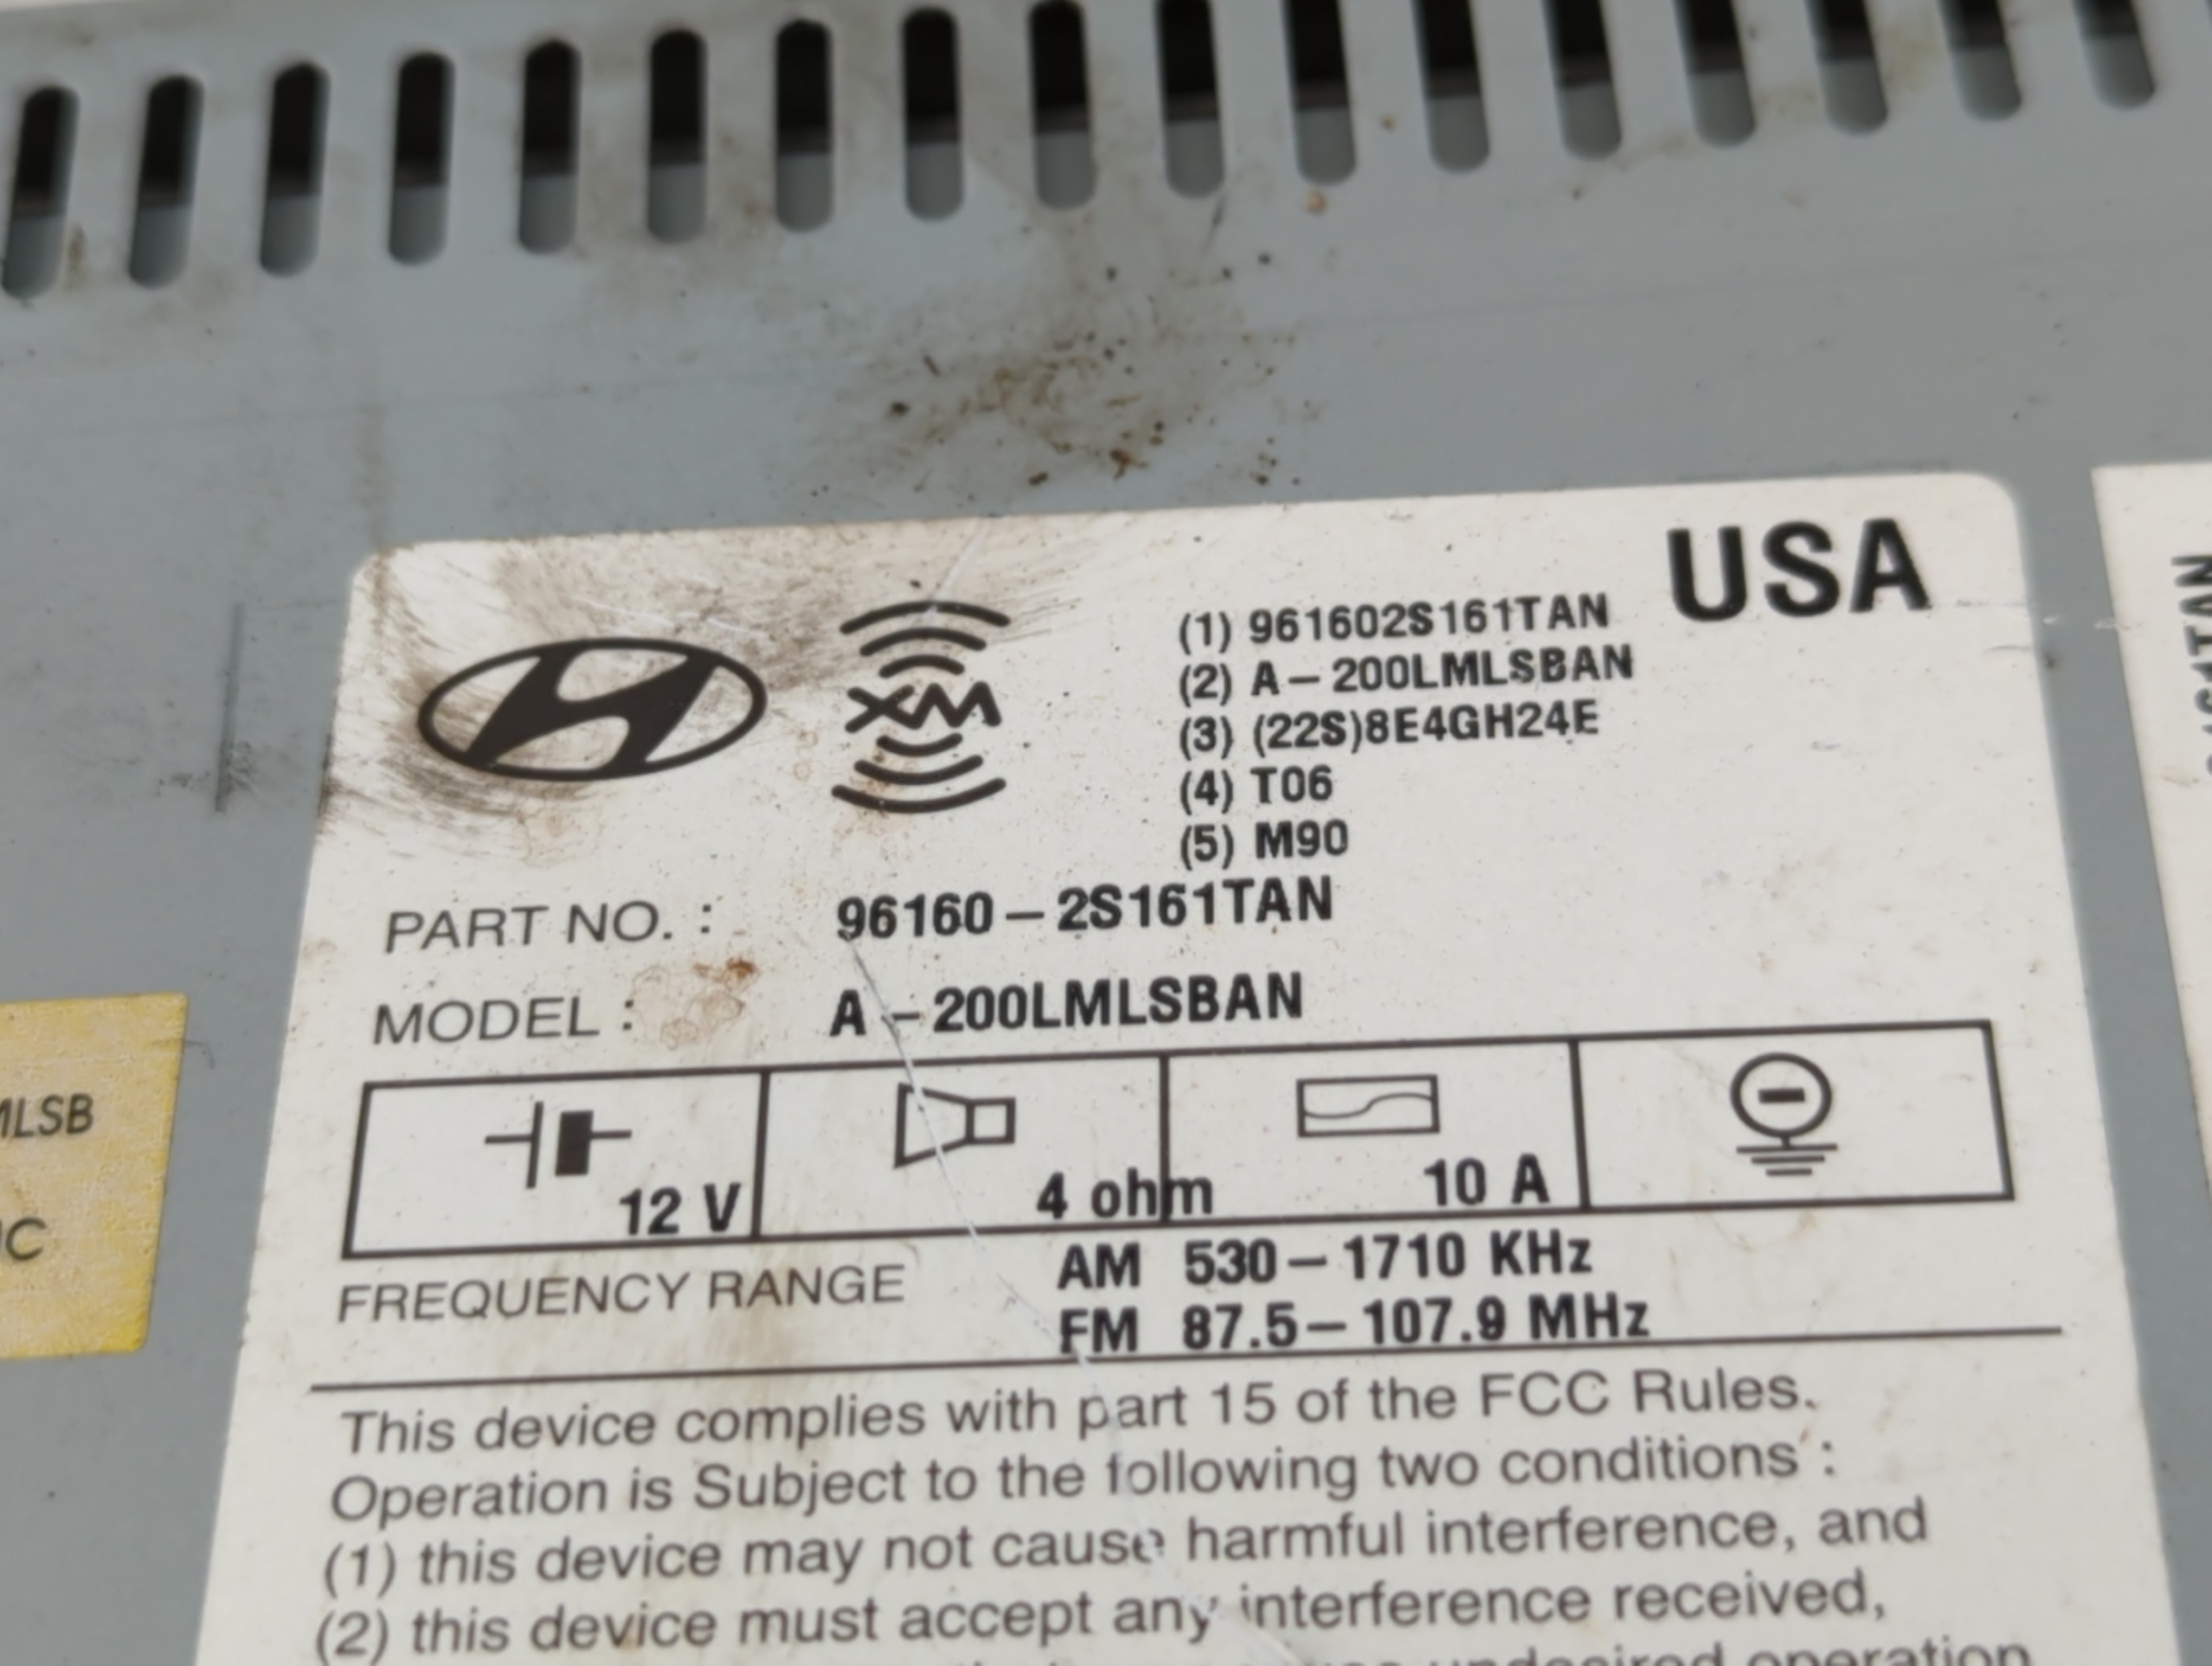 USA
XM
(1) 961602S161TAN
(2) A-200LMLSBAN
(3) (22S)8E4GH24E
(4) T06
(5) M90
PART NO. : 96160-2S161TAN
MODEL : A-200LMLSBAN
12 V 4 ohm 10 A
FREQUENCY RANGE AM 530-1710 KHz
FM 87.5-107.9 MHz
This device complies with part 15 of the FCC Rules.
Operation is Subject to the following two conditions :
(1) this device may not cause harmful interference, and
(2) this device must accept any interference received,
undesired operation
MLSB